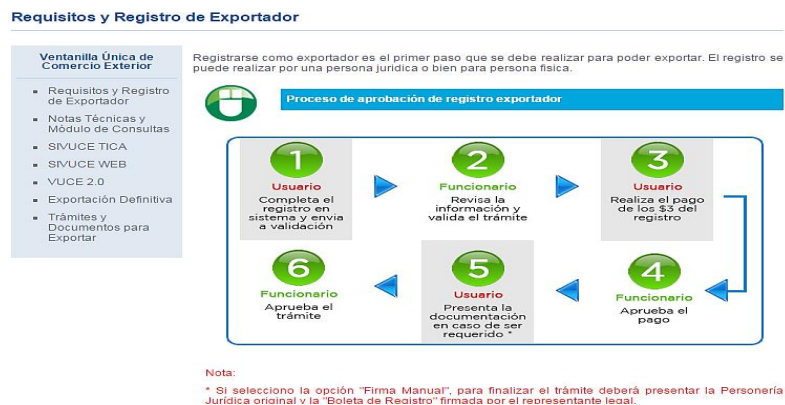 Requisitos y Registro de Exportador
Ventanilla Única de
Comercio Exterior
Requisitos y Registro
de Exportador
Notas Técnicas y
Módulo de Consultas
SIVUCE TICA
SIVUCE WEB
VUCE 2.0
Exportación Definitiva
Trámites y
Documentos para
Exportar
Registrarse como exportador es el primer paso que se debe realizar para poder exportar. El registro se
puede realizar por una persona jurídica o bien para persona física.
Proceso de aprobación de registro exportador
1
Usuario
Completa el
registro en
sistema y envia
a validación
2
Funcionario
Revisa la
información y
valida el trámite
3
Usuario
Realiza el pago
de los $3 del
registro
4
Funcionario
Aprueba el
pago
5
Usuario
Presenta la
documentación
en caso de ser
requerido *
6
Funcionario
Aprueba el
trámite
Nota:
* Si selecciono la opción "Firma Manual", para finalizar el trámite deberá presentar la Personería
Jurídica original y la "Boleta de Registro" firmada por el representante legal.